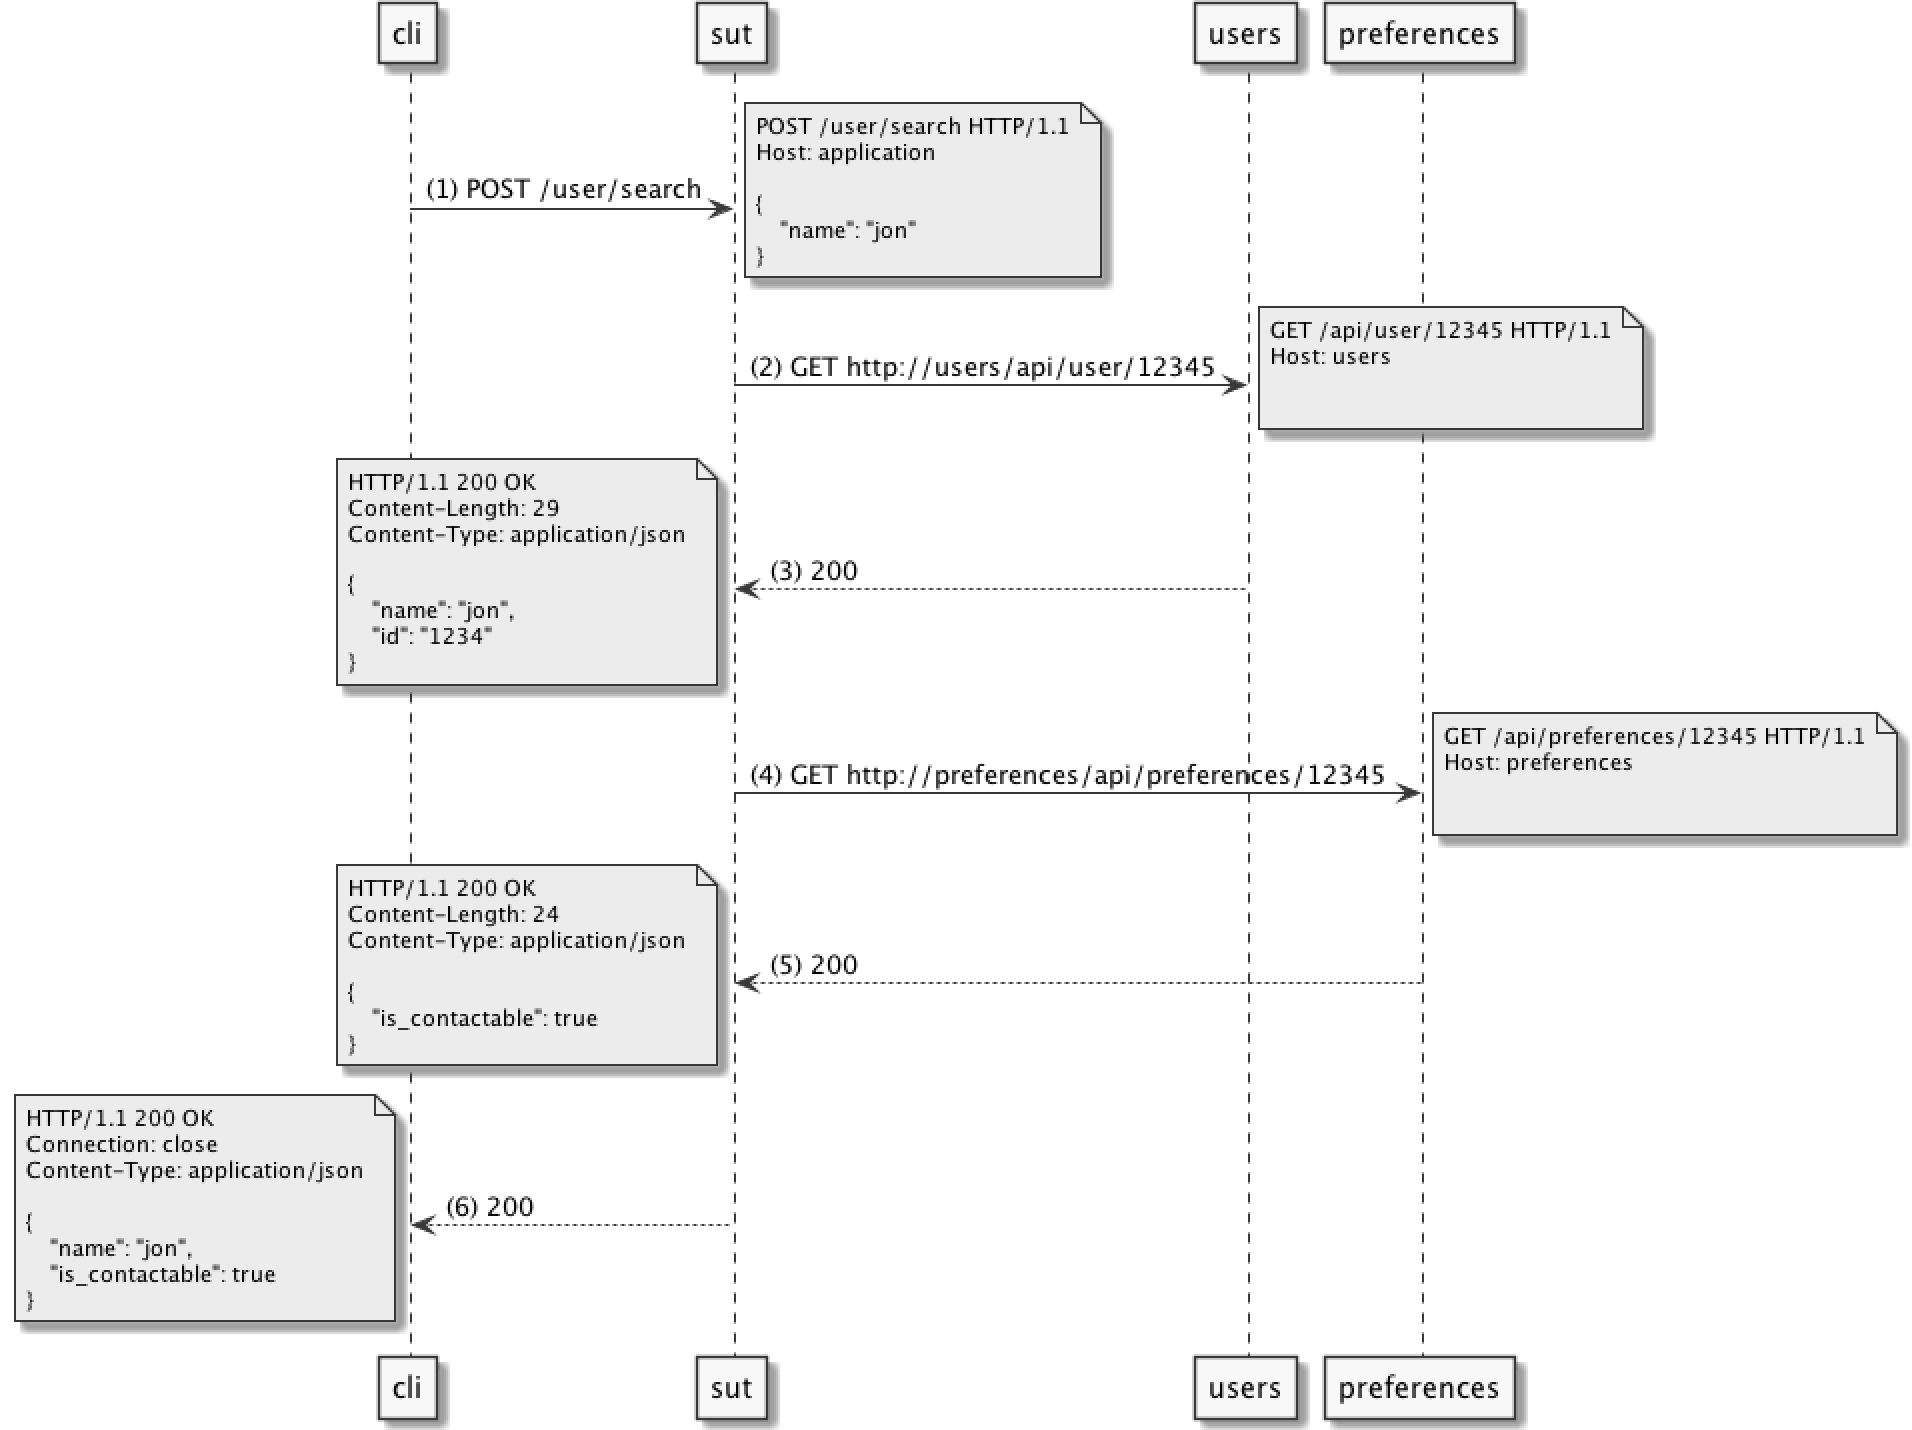 cli
sut
users
preferences
POST /user/search HTTP/1.1
Host: application
{
"name": "jon"
}
(1) POST /user/search
GET /api/user/12345 HTTP/1.1
Host: users
(2) GET http://users/api/user/12345
HTTP/1.1 200 OK
Content-Length: 29
Content-Type: application/json
{
"name": "jon",
"id": "1234"
}
(3) 200
GET /api/preferences/12345 HTTP/1.1
Host: preferences
(4) GET http://preferences/api/preferences/12345
HTTP/1.1 200 OK
Content-Length: 24
Content-Type: application/json
{
"is_contactable": true
}
(5) 200
HTTP/1.1 200 OK
Connection: close
Content-Type: application/json
{
"name": "jon",
"is_contactable": true
}
(6) 200
cli
sut
users
preferences